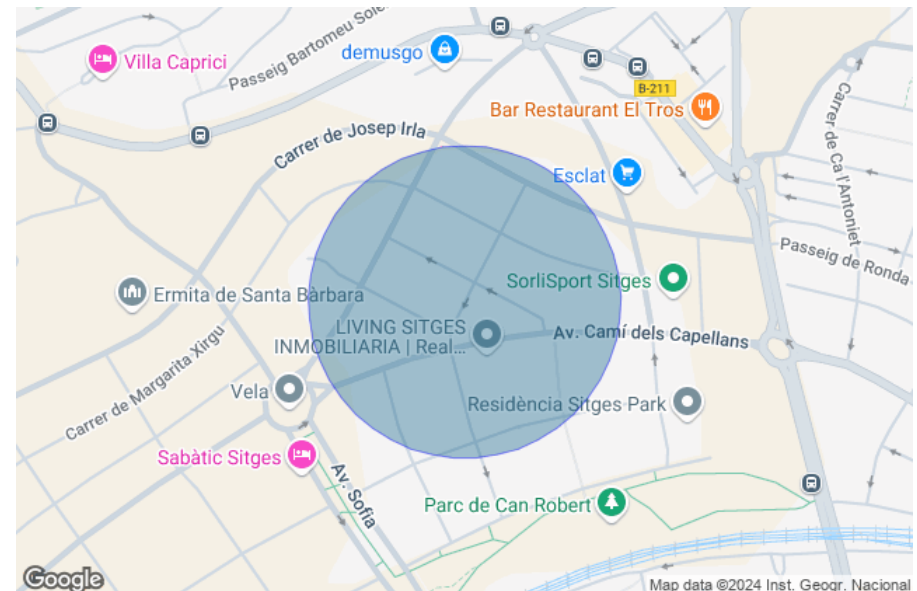 Villa Caprici
Passeig Bartomeu Soler
demusgo
B-211
Bar Restaurant El Tros
Carrer de Josep Irla
Esclat
Carrer de Ca l'Antoniet
Passeig de Ronda
Ermita de Santa Bàrbara
SorliSport Sitges
LIVING SITGES
INMOBILIARIA | Real...
Av. Camí dels Capellans
Carrer de Margarita Xirgu
Vela
Residència Sitges Park
Sabàtic Sitges
Av. Sofia
Parc de Can Robert
Google
Map data ©2024 Inst. Geogr. Nacional